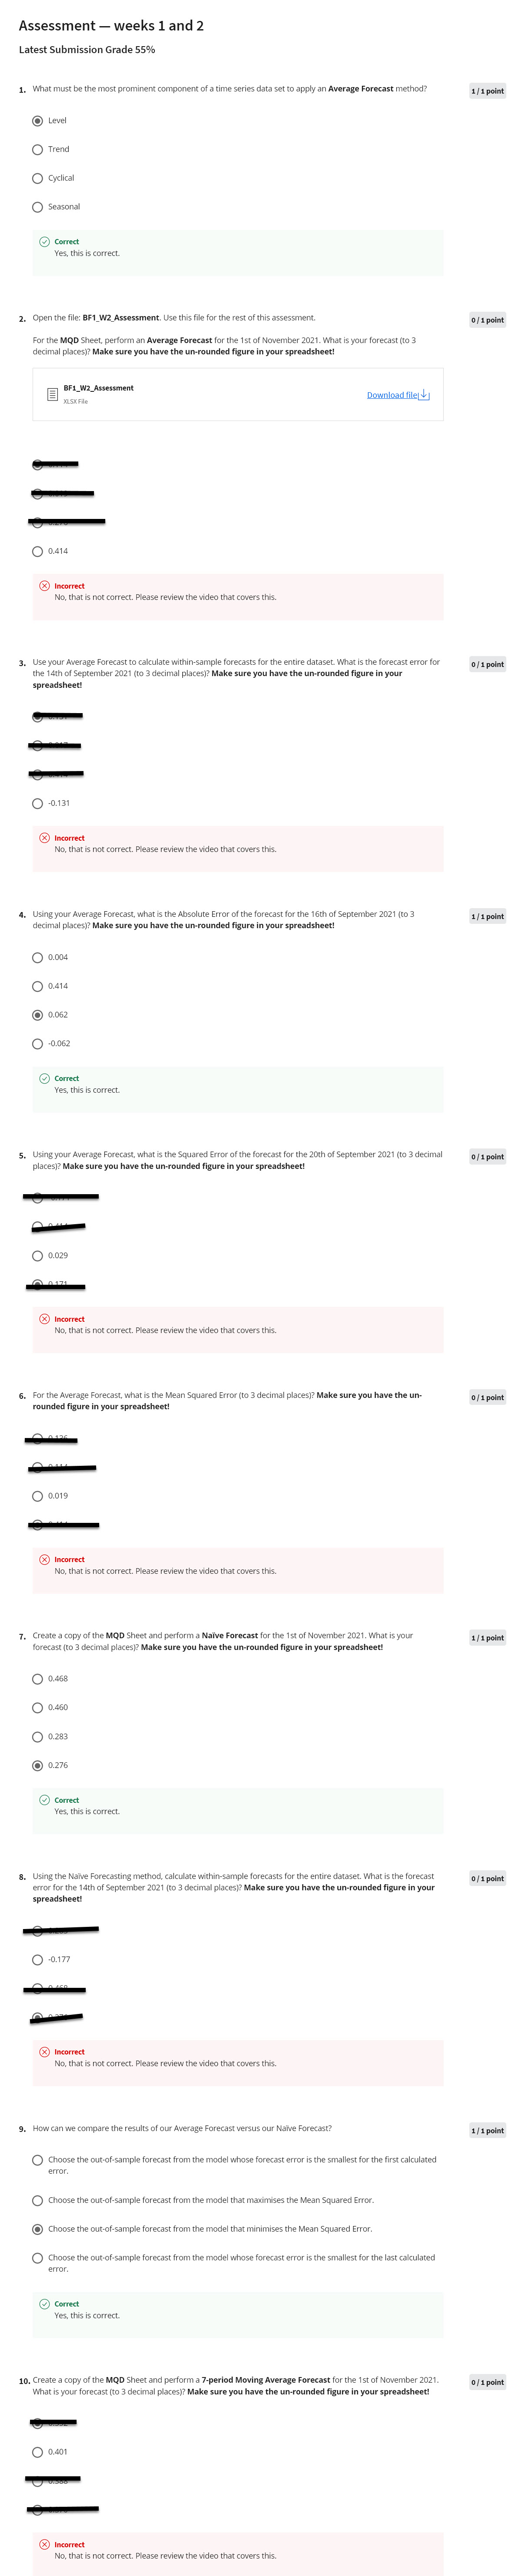 Assessment — weeks 1 and 2
Latest Submission Grade 55%
1. What must be the most prominent component of a time series data set to apply an Average Forecast method?
1 / 1 point
Level
Trend
Cyclical
Seasonal
Correct
Yes, this is correct.
2. Open the file: BF1_W2_Assessment. Use this file for the rest of this assessment.
0 / 1 point
For the MQD Sheet, perform an Average Forecast for the 1st of November 2021. What is your forecast (to 3
decimal places)? Make sure you have the un-rounded figure in your spreadsheet!
BF1_W2_Assessment
XLSX File
Download file
0.414
Incorrect
No, that is not correct. Please review the video that covers this.
3. Use your Average Forecast to calculate within-sample forecasts for the entire dataset. What is the forecast error for
the 14th of September 2021 (to 3 decimal places)? Make sure you have the un-rounded figure in your
spreadsheet!
0 / 1 point
-0.131
Incorrect
No, that is not correct. Please review the video that covers this.
4. Using your Average Forecast, what is the Absolute Error of the forecast for the 16th of September 2021 (to 3
decimal places)? Make sure you have the un-rounded figure in your spreadsheet!
1 / 1 point
0.004
0.414
0.062
-0.062
Correct
Yes, this is correct.
5. Using your Average Forecast, what is the Squared Error of the forecast for the 20th of September 2021 (to 3 decimal
places)? Make sure you have the un-rounded figure in your spreadsheet!
0 / 1 point
0.029
Incorrect
No, that is not correct. Please review the video that covers this.
6. For the Average Forecast, what is the Mean Squared Error (to 3 decimal places)? Make sure you have the un-
rounded figure in your spreadsheet!
0 / 1 point
0.019
Incorrect
No, that is not correct. Please review the video that covers this.
7. Create a copy of the MQD Sheet and perform a Naïve Forecast for the 1st of November 2021. What is your
forecast (to 3 decimal places)? Make sure you have the un-rounded figure in your spreadsheet!
1 / 1 point
0.468
0.460
0.283
0.276
Correct
Yes, this is correct.
8. Using the Naïve Forecasting method, calculate within-sample forecasts for the entire dataset. What is the forecast
error for the 14th of September 2021 (to 3 decimal places)? Make sure you have the un-rounded figure in your
spreadsheet!
0 / 1 point
-0.177
Incorrect
No, that is not correct. Please review the video that covers this.
9. How can we compare the results of our Average Forecast versus our Naïve Forecast?
1 / 1 point
Choose the out-of-sample forecast from the model whose forecast error is the smallest for the first calculated
error.
Choose the out-of-sample forecast from the model that maximises the Mean Squared Error.
Choose the out-of-sample forecast from the model that minimises the Mean Squared Error.
Choose the out-of-sample forecast from the model whose forecast error is the smallest for the last calculated
error.
Correct
Yes, this is correct.
10. Create a copy of the MQD Sheet and perform a 7-period Moving Average Forecast for the 1st of November 2021.
What is your forecast (to 3 decimal places)? Make sure you have the un-rounded figure in your spreadsheet!
0 / 1 point
0.401
Incorrect
No, that is not correct. Please review the video that covers this.